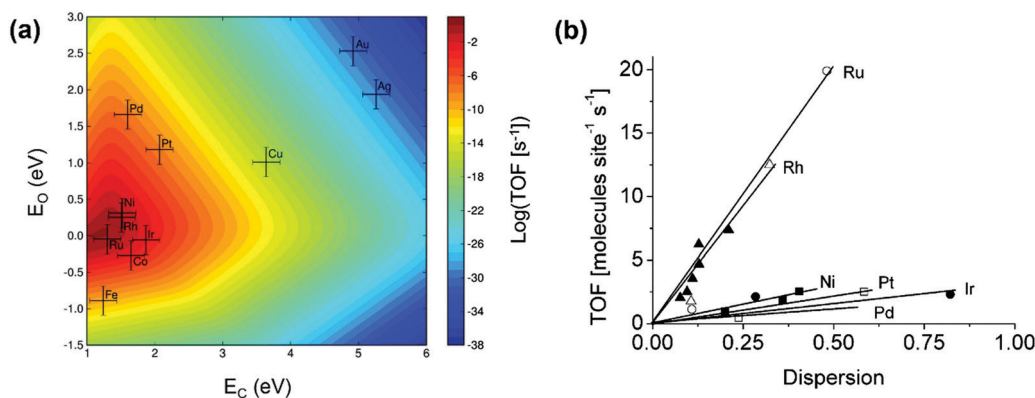 (a)
3.0
2.5
2.0
1.5
1.0
0.5
0.0
-0.5
-1.0
-1.5
E_O (eV)
1
2
3
4
5
6
E_C (eV)
Au
Ag
Pd
Pt
Cu
Ni
Rh
Ir
Ru
Co
Fe
-2
-6
-10
-14
-18
-22
-26
-29
-33
-38
Log(TOF [s⁻¹])
(b)
TOF [molecules site⁻¹ s⁻¹]
20
15
10
5
0
Ru
Rh
Ni
Pt
Ir
Pd
0.00
0.25
0.50
0.75
1.00
Dispersion